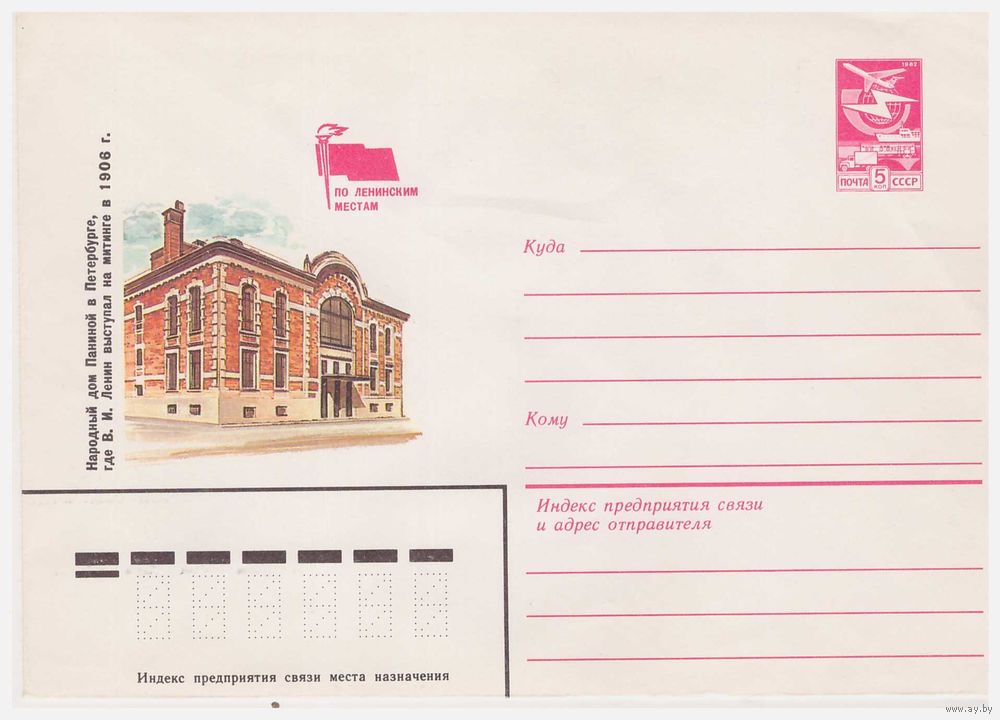 Народный дом Паниной в Петербурге,
где В. И. Ленин выступал на митинге в 1906 г.
ПО ЛЕНИНСКИМ
МЕСТАМ
1982
ПОЧТА 5 КОП СССР
Куда
Кому
Индекс предприятия связи
и адрес отправителя
Индекс предприятия связи места назначения
www.ay.by